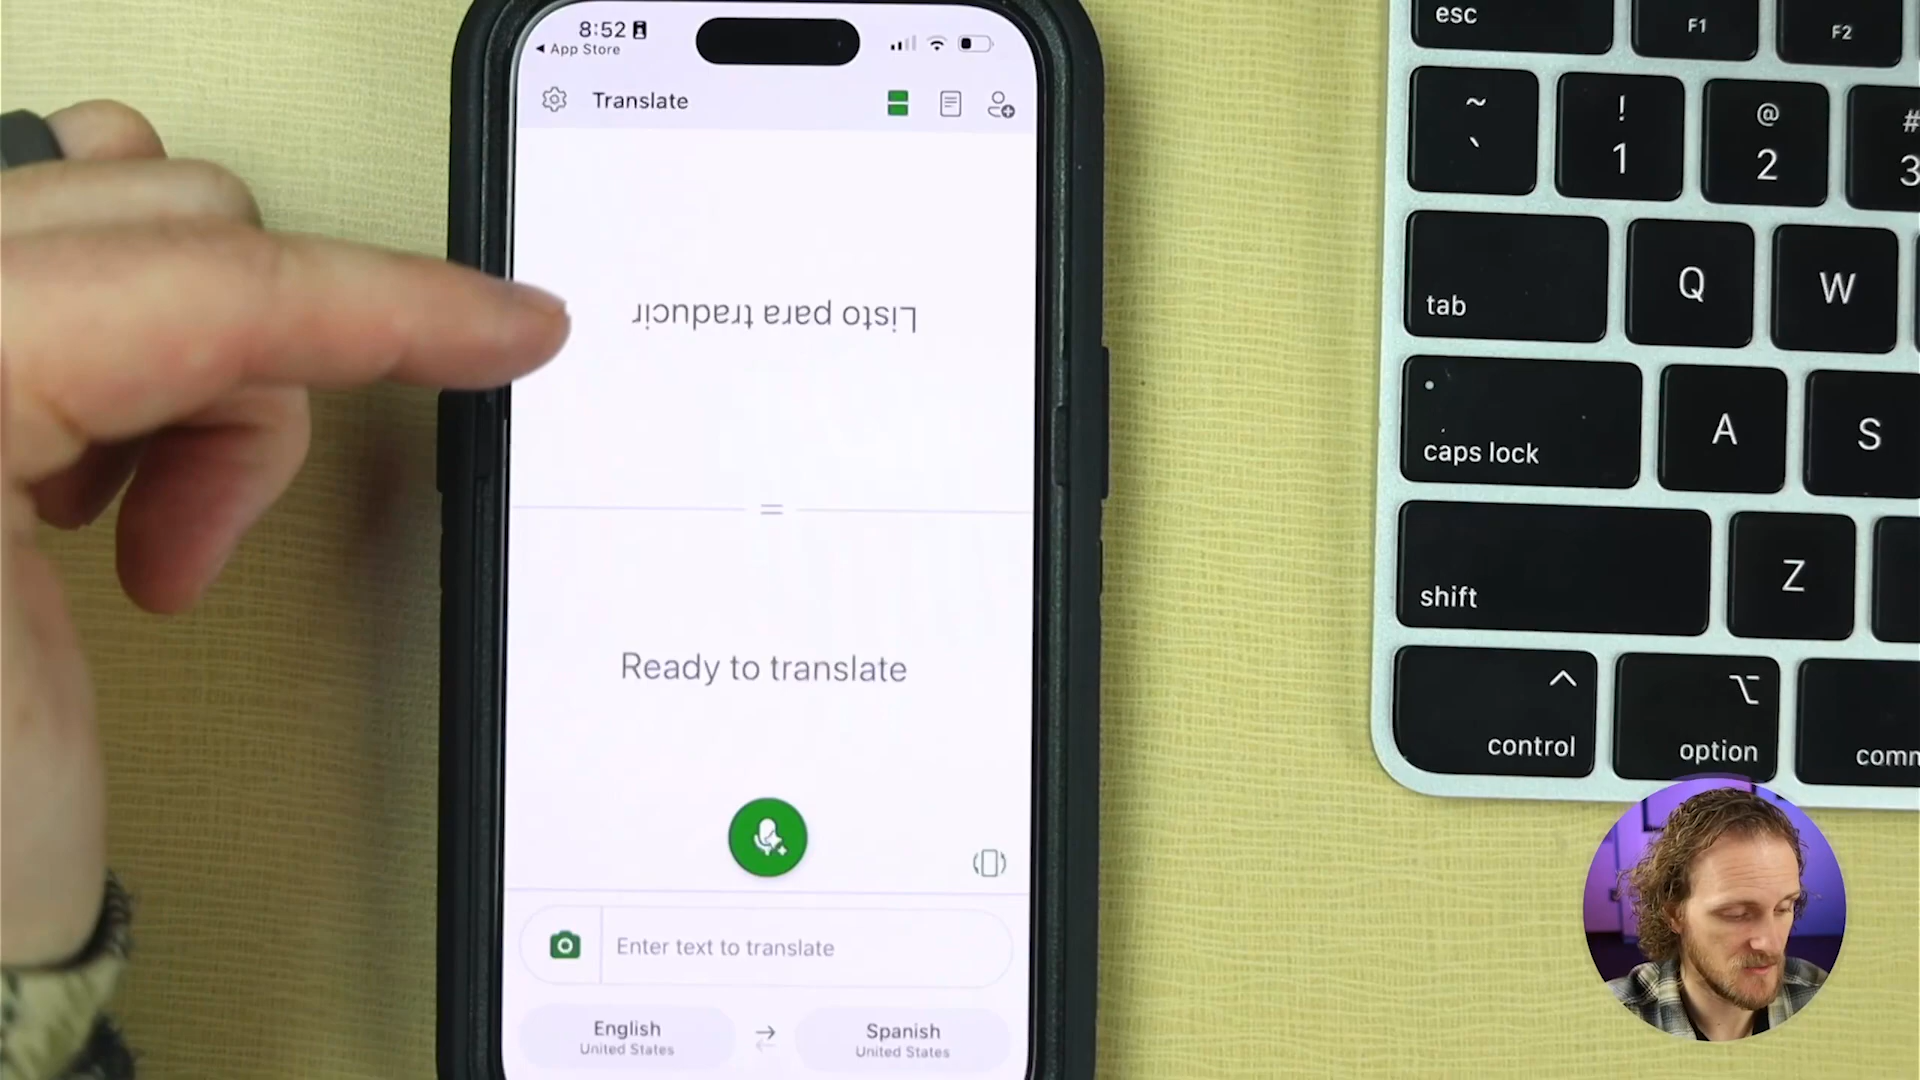 8:52
App Store
Translate
Listo para traducir
Ready to translate
Enter text to translate
English
United States
Spanish
United States
esc
F1
F2
~
`
!
1
@
2
#
3
tab
Q
W
caps lock
A
S
shift
Z
control
option